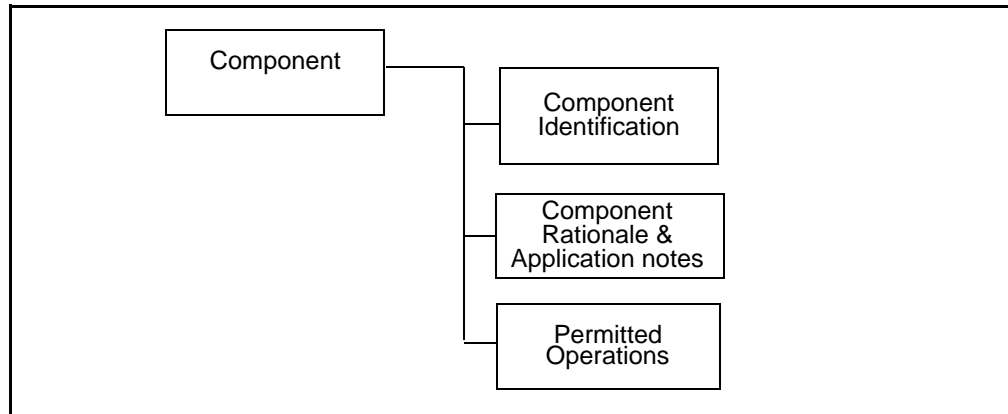 Component
Component
Identification
Component
Rationale &
Application notes
Permitted
Operations